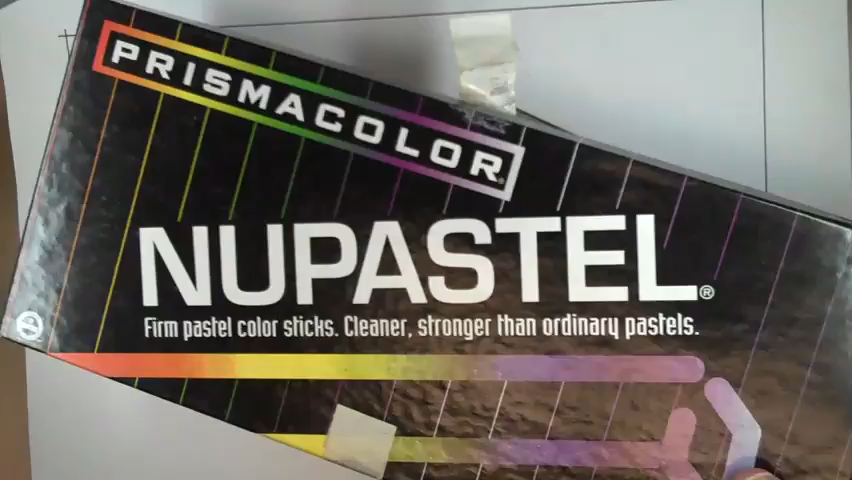 PRISMACOLOR®
NUPASTEL®
Firm pastel color sticks. Cleaner, stronger than ordinary pastels.